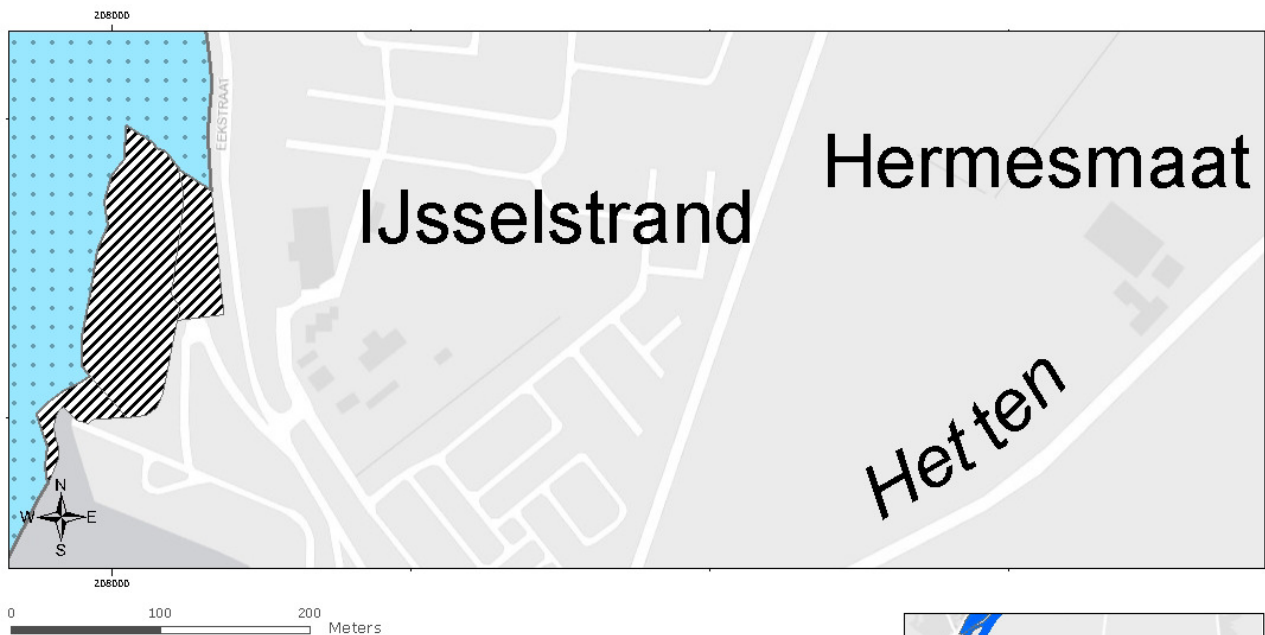 208000
EEKSTRAAT
Hermesmaat
IJsselstrand
Het ten
N
W E
S
208000
0 100 200
Meters